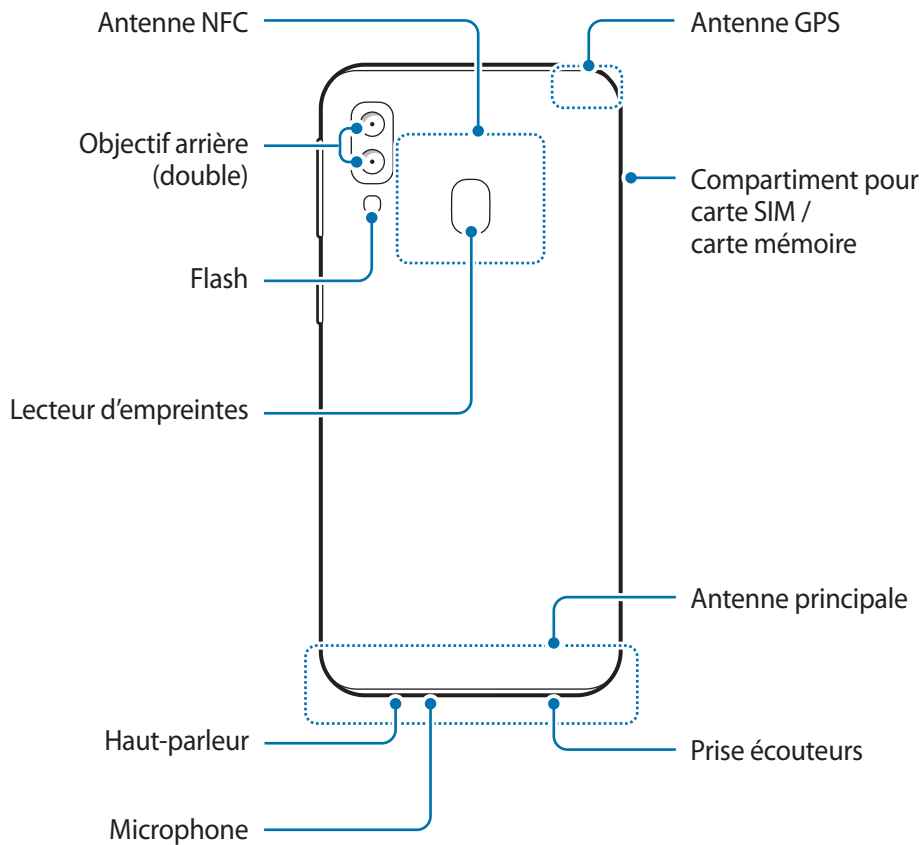 Antenne NFC
Antenne GPS
Objectif arrière
(double)
Compartiment pour
carte SIM /
carte mémoire
Flash
Lecteur d'empreintes
Antenne principale
Haut-parleur
Prise écouteurs
Microphone